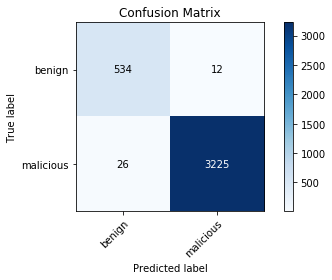 Confusion Matrix
True label
benign
malicious
534
12
26
3225
benign
malicious
Predicted label
3000
2500
2000
1500
1000
500